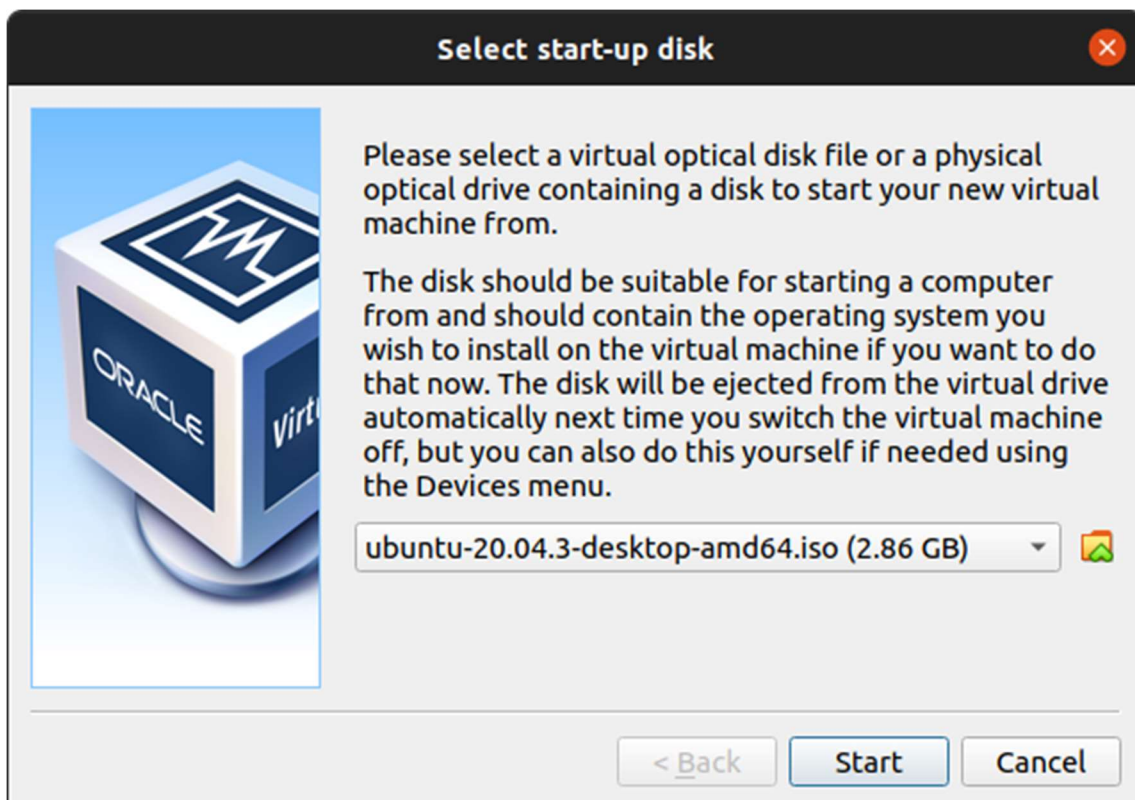 Select start-up disk
Please select a virtual optical disk file or a physical
optical drive containing a disk to start your new virtual
machine from.
The disk should be suitable for starting a computer
from and should contain the operating system you
wish to install on the virtual machine if you want to do
that now. The disk will be ejected from the virtual drive
automatically next time you switch the virtual machine
off, but you can also do this yourself if needed using
the Devices menu.
ORACLE
Virtu
ubuntu-20.04.3-desktop-amd64.iso (2.86 GB)
< Back
Start
Cancel